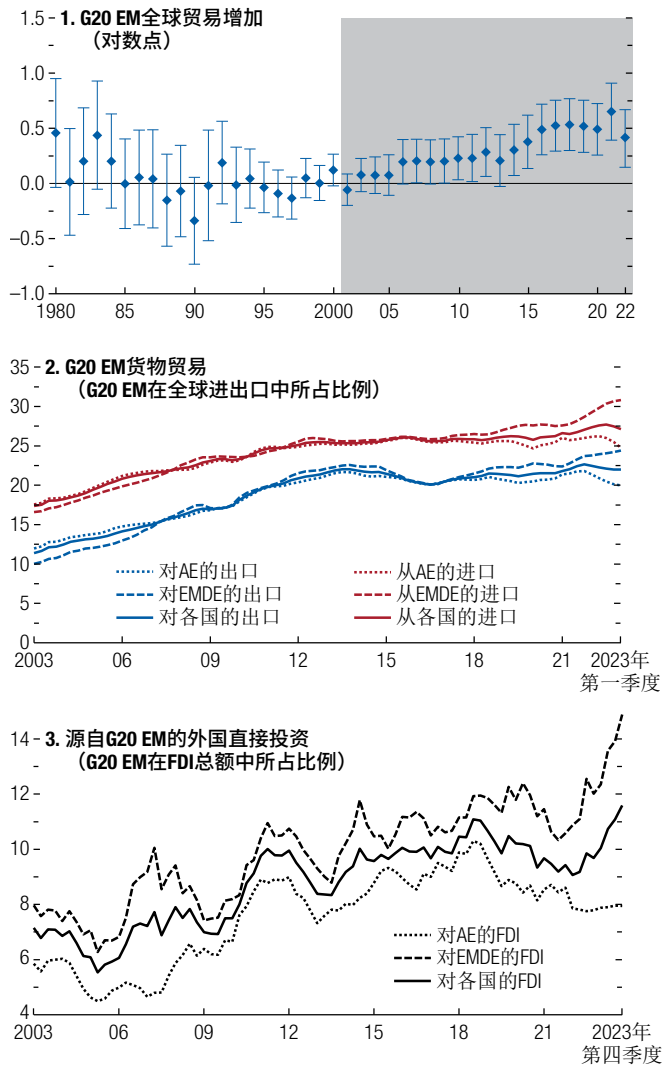 1. G20 EM全球贸易增加
（对数点）
1.5
1.0
0.5
0.0
–0.5
–1.0
1980 85 90 95 2000 05 10 15 20 22
2. G20 EM货物贸易
（G20 EM在全球进出口中所占比例）
35
30
25
20
15
10
5
0
对AE的出口 从AE的进口
对EMDE的出口 从EMDE的进口
对各国的出口 从各国的进口
2003 06 09 12 15 18 21 2023年
第一季度
3. 源自G20 EM的外国直接投资
（G20 EM在FDI总额中所占比例）
14
12
10
8
6
4
对AE的FDI
对EMDE的FDI
对各国的FDI
2003 06 09 12 15 18 21 2023年
第四季度